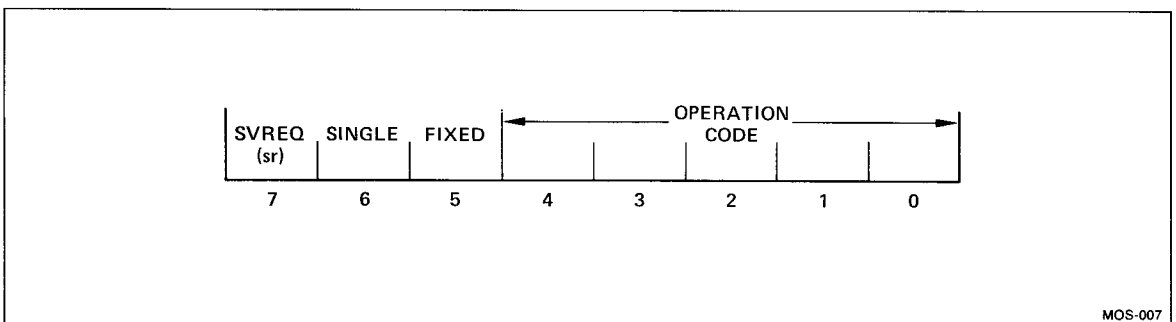 OPERATION
SVREQ SINGLE FIXED CODE
(sr)
7 6 5 4 3 2 1 0
MOS-007